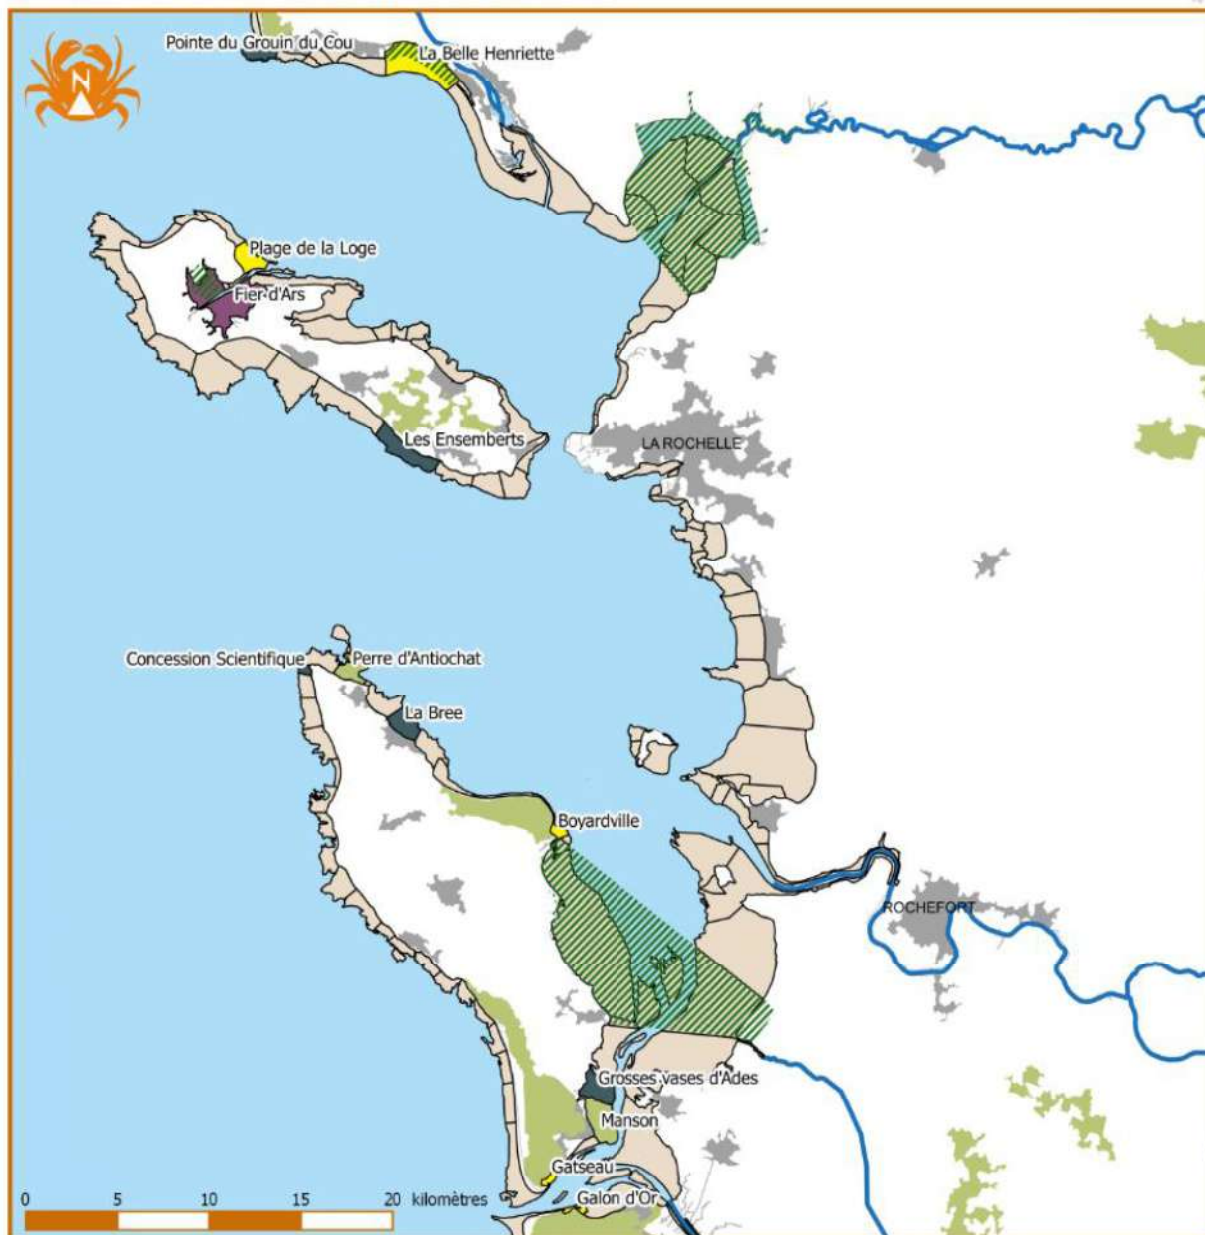 Pointe du Grouin du Cou
La Belle Henriette
N
Plage de la Loge
Fier d'Ars
Les Ensemberts
LA ROCHELLE
Concession Scientifique
Perre d'Antiochat
La Bree
Boyardville
ROCHEFORT
Grosses vases d'Ades
Manson
Gatseau
Galon d'Or
0 5 10 15 20 kilomètres